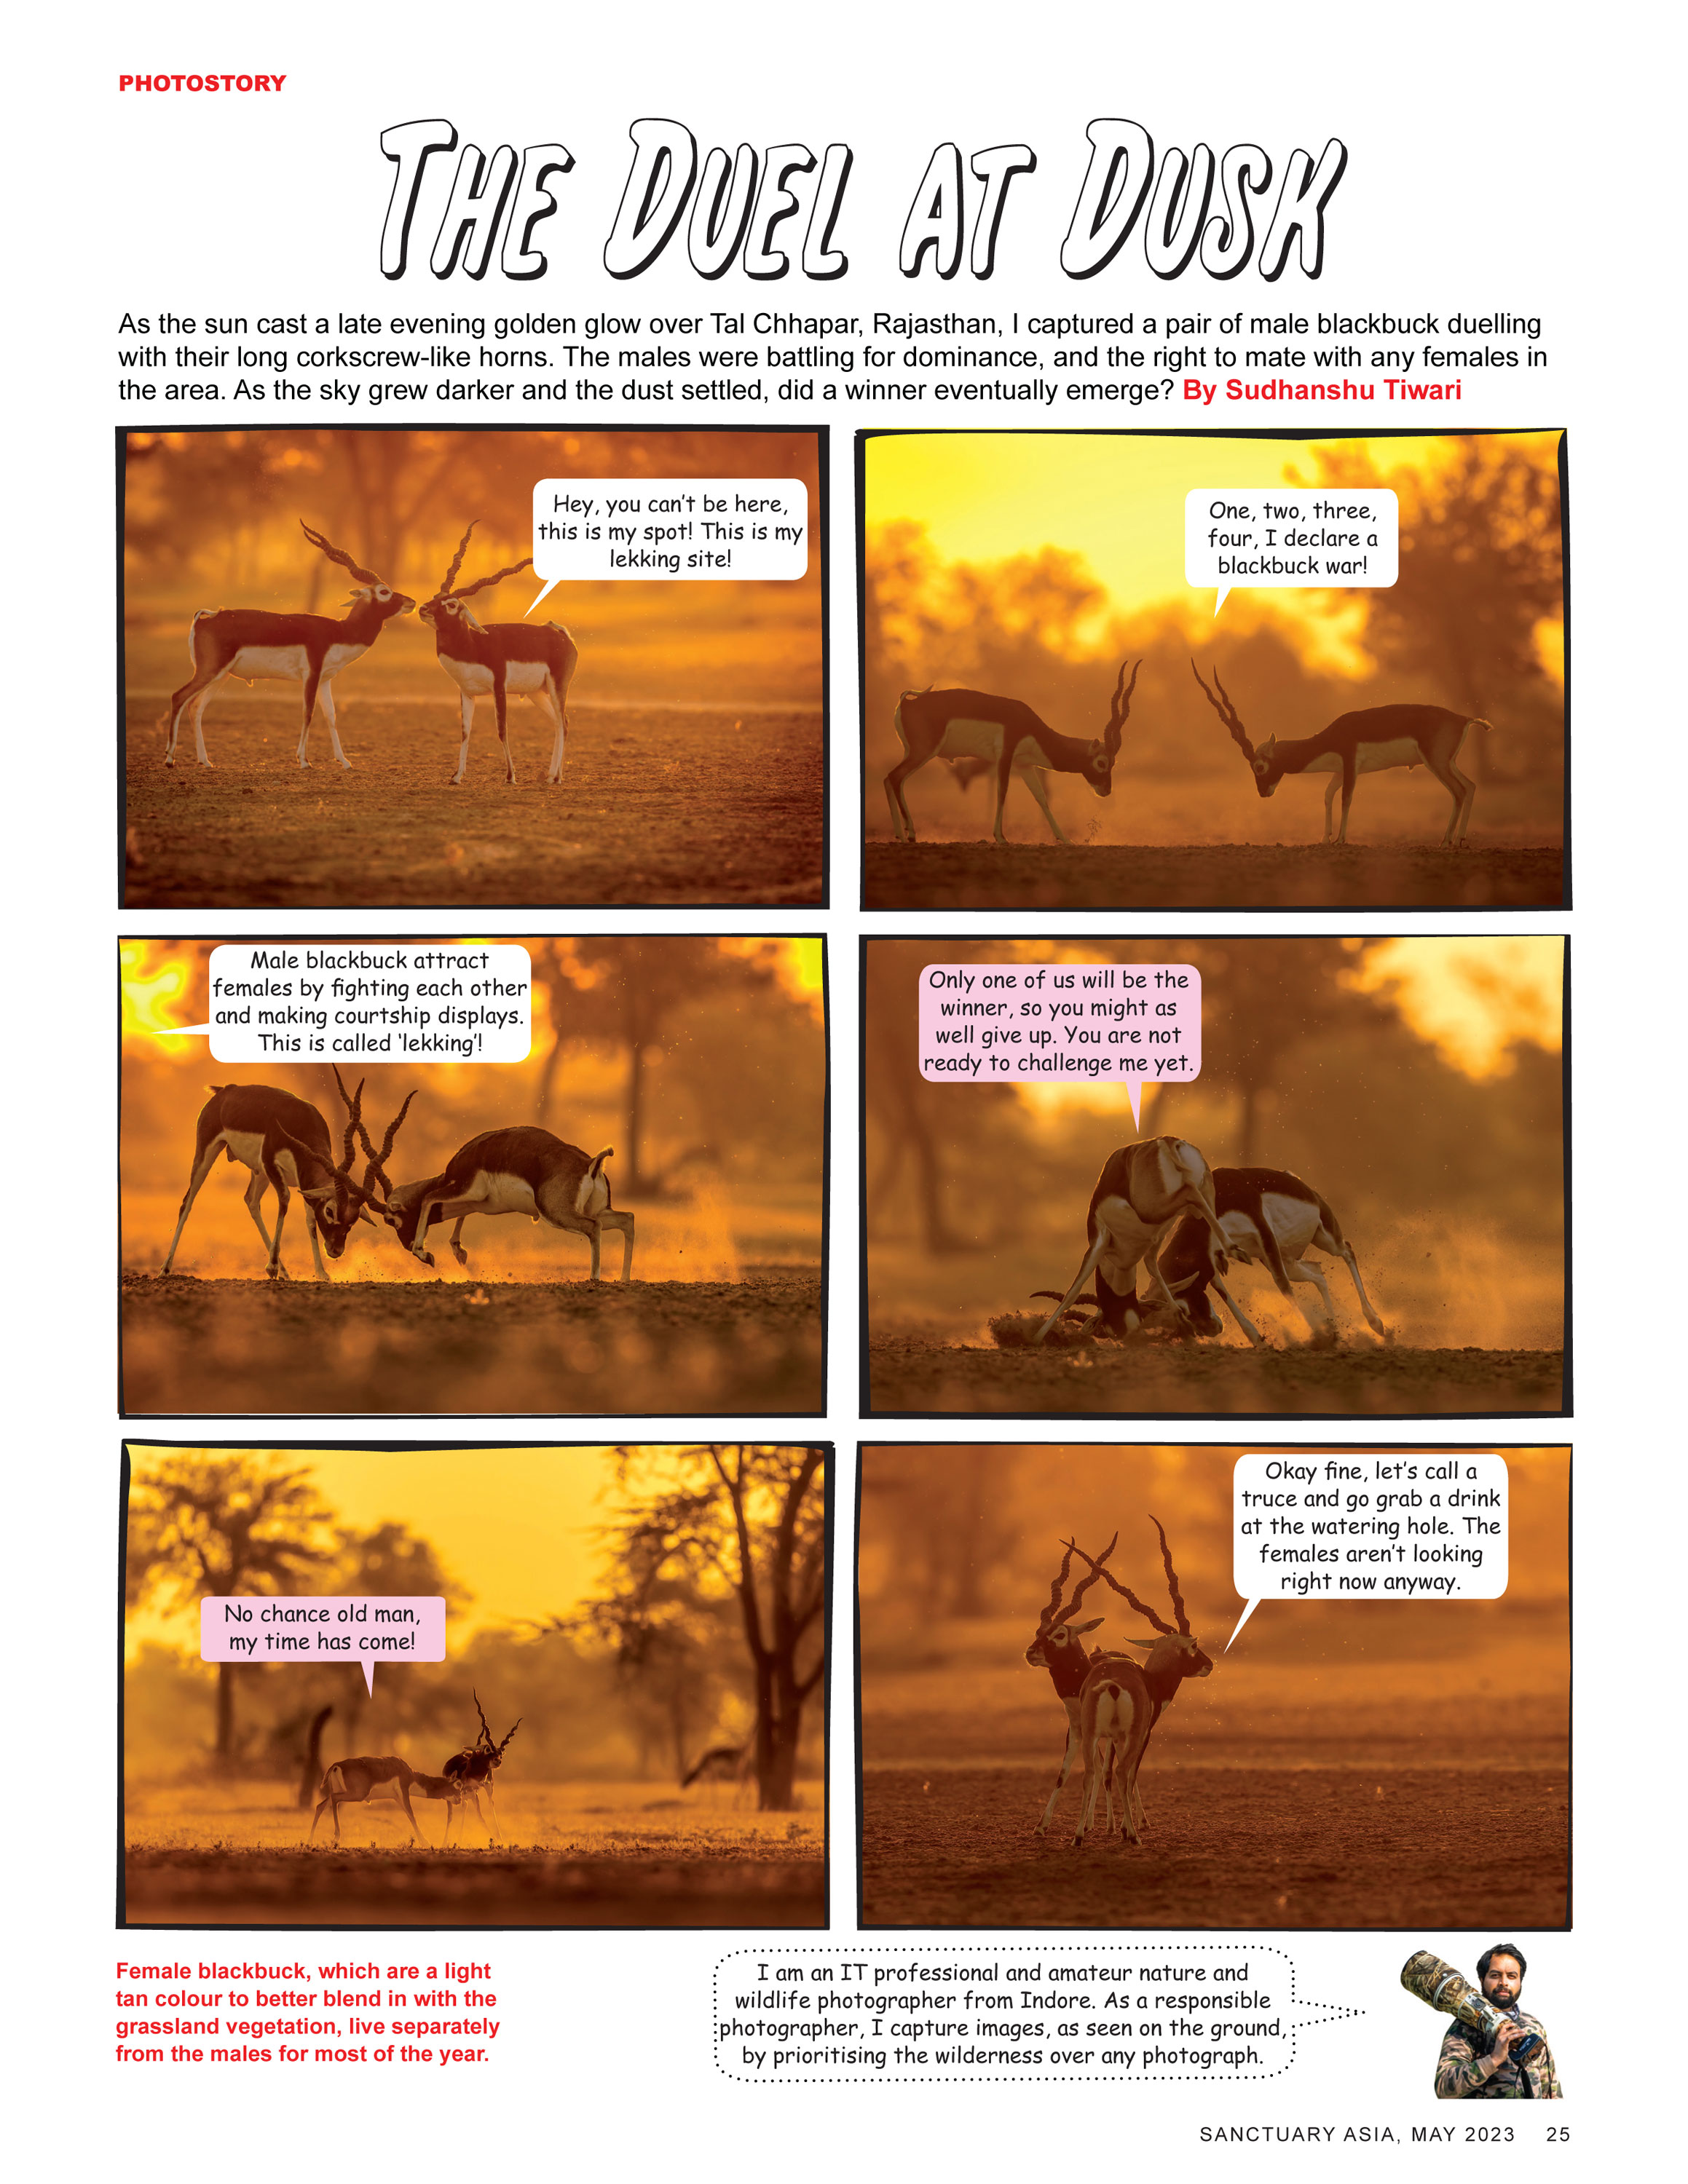 PHOTOSTORY
THE DUEL AT DUSK
As the sun cast a late evening golden glow over Tal Chhapar, Rajasthan, I captured a pair of male blackbuck duelling
with their long corkscrew-like horns. The males were battling for dominance, and the right to mate with any females in
the area. As the sky grew darker and the dust settled, did a winner eventually emerge? By Sudhanshu Tiwari
Hey, you can't be here,
this is my spot! This is my
lekking site!
One, two, three,
four, I declare a
blackbuck war!
Male blackbuck attract
females by fighting each other
and making courtship displays.
This is called ‘lekking’!
Only one of us will be the
winner, so you might as
well give up. You are not
ready to challenge me yet.
No chance old man,
my time has come!
Okay fine, let's call a
truce and go grab a drink
at the watering hole. The
females aren't looking
right now anyway.
Female blackbuck, which are a light
tan colour to better blend in with the
grassland vegetation, live separately
from the males for most of the year.
I am an IT professional and amateur nature and
wildlife photographer from Indore. As a responsible
photographer, I capture images, as seen on the ground,
by prioritising the wilderness over any photograph.
SANCTUARY ASIA, MAY 2023 25